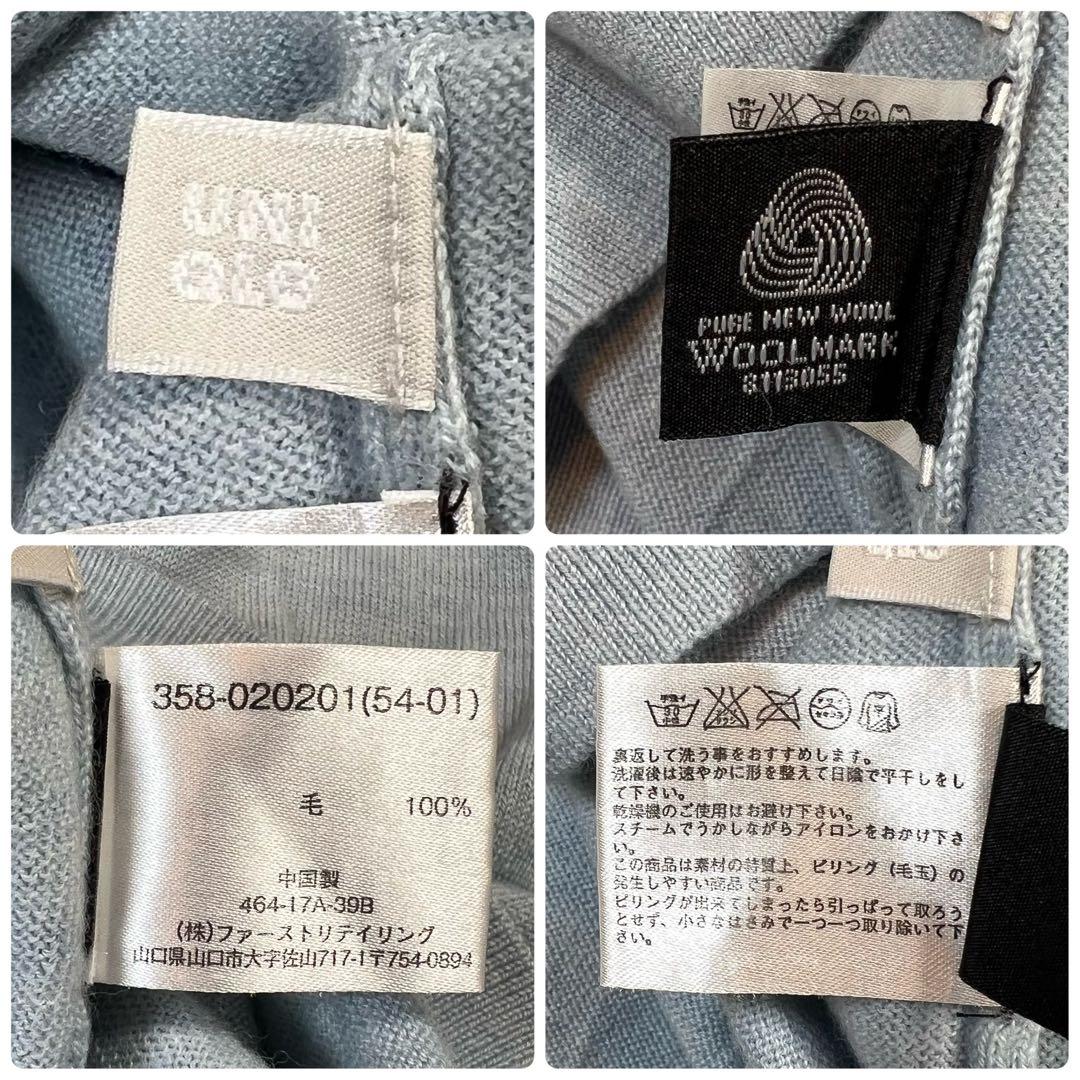 UNI
QLO
PURE NEW WOOL
WOOLMARK
358-020201(54-01)
毛 100%
中国製
464-17A-39B
(株)ファーストリテイリング
山口県山口市大字佐山717-1〒754-0894
裏返して洗う事をおすすめします。
洗濯後は速やかに形を整えて日陰で平干しをし
て下さい。
乾燥機のご使用はお避け下さい。
スチームでうかしながらアイロンをおかけ下さ
い。
この商品は素材の特質上、ピリング（毛玉）の
発生しやすい商品です。
ピリングが出来てしまったら引っぱって取ろう
とせず、小さなはさみで一つ一つ取り除いて下
さい。